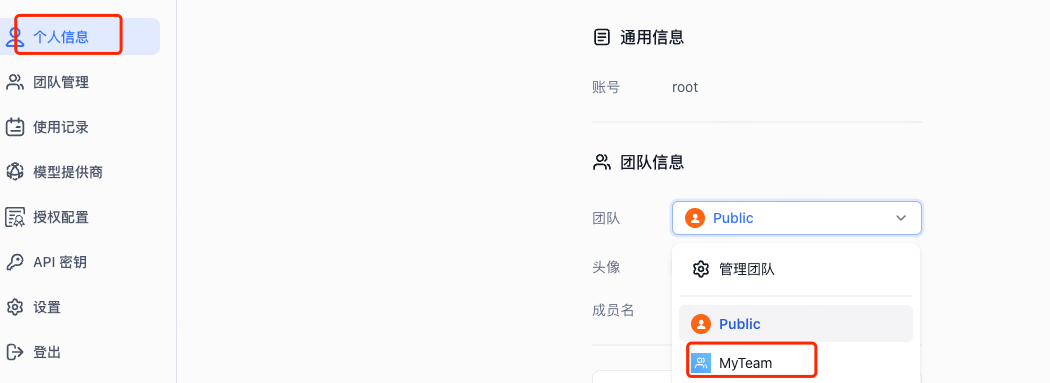 个人信息
团队管理
使用记录
模型提供商
授权配置
API 密钥
设置
登出
通用信息
账号 root
团队信息
团队 Public
头像
成员名
管理团队
Public
MyTeam